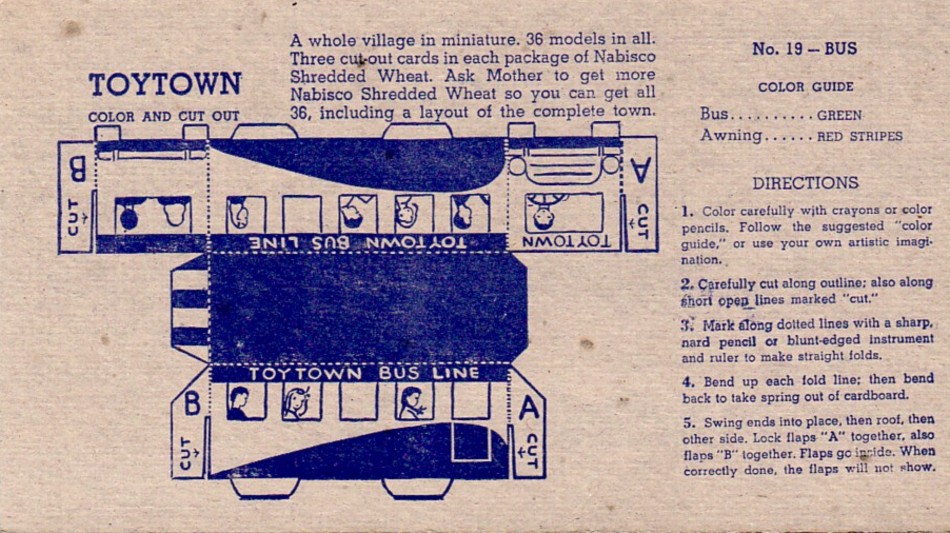 TOYTOWN
COLOR AND CUT OUT
A whole village in miniature. 36 models in all.
Three cut-out cards in each package of Nabisco
Shredded Wheat. Ask Mother to get more
Nabisco Shredded Wheat so you can get all
36, including a layout of the complete town.
No. 19 – BUS
COLOR GUIDE
Bus.......... GREEN
Awning...... RED STRIPES
DIRECTIONS
1. Color carefully with crayons or color
pencils. Follow the suggested "color
guide," or use your own artistic imagi-
nation.
2. Carefully cut along outline; also along
short open lines marked "cut."
3. Mark along dotted lines with a sharp,
hard pencil or blunt-edged instrument
and ruler to make straight folds.
4. Bend up each fold line; then bend
back to take spring out of cardboard.
5. Swing ends into place, then roof, then
other side. Lock flaps "A" together, also
flaps "B" together. Flaps go inside. When
correctly done, the flaps will not show.
B
CUT
A
CUT
TOYTOWN BUS LINE
TOYTOWN
TOYTOWN BUS LINE
B
CUT
A
CUT